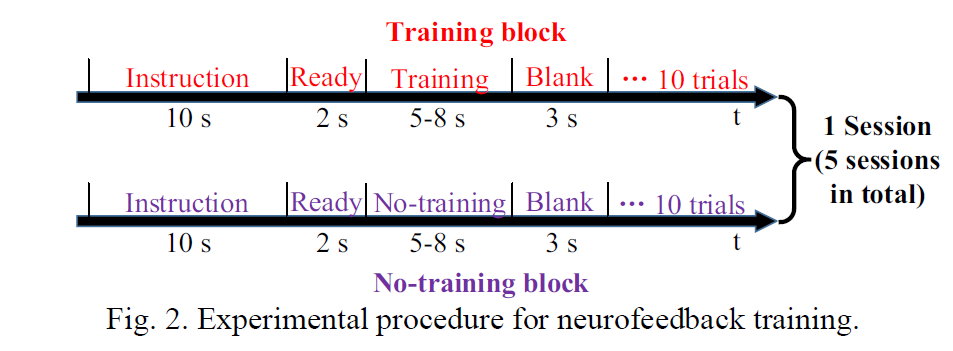 Training block
Instruction Ready Training Blank ··· 10 trials
10 s 2 s 5-8 s 3 s t
1 Session
(5 sessions
in total)
Instruction Ready No-training Blank ··· 10 trials
10 s 2 s 5-8 s 3 s t
No-training block
Fig. 2. Experimental procedure for neurofeedback training.